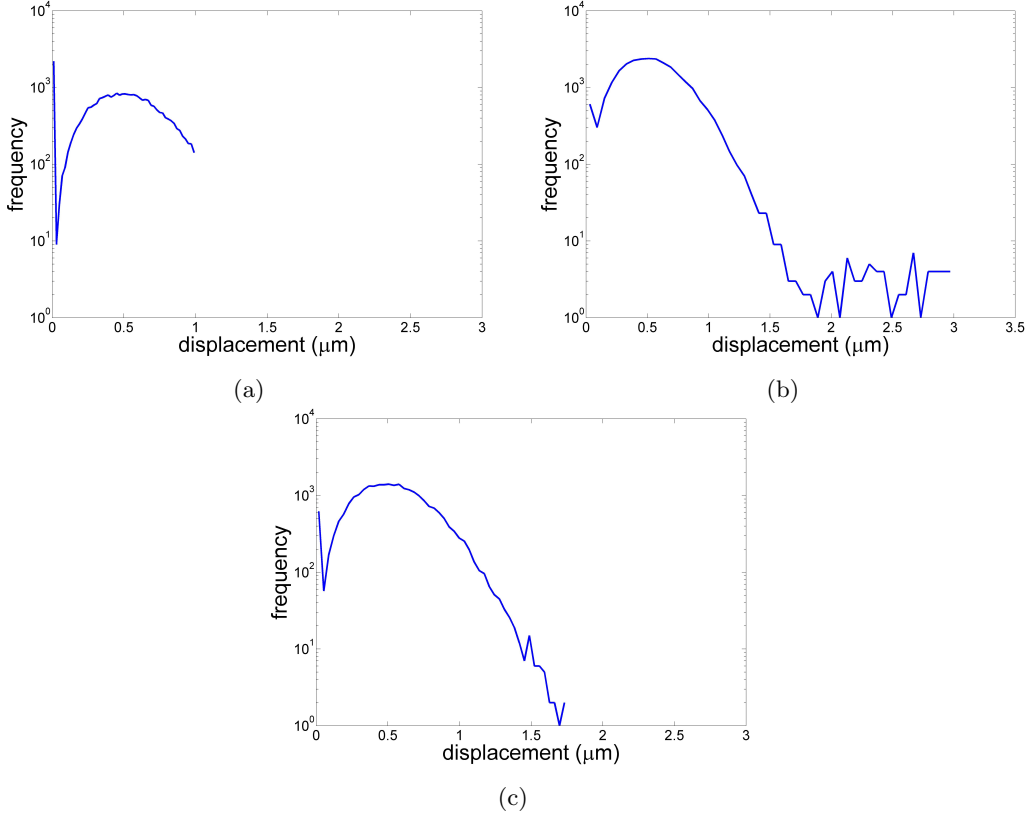 frequency
10⁴
10³
10²
10¹
10⁰
0 0.5 1 1.5 2 2.5 3
displacement (μm)
(a)
frequency
10⁴
10³
10²
10¹
10⁰
0 0.5 1 1.5 2 2.5 3 3.5
displacement (μm)
(b)
frequency
10⁴
10³
10²
10¹
10⁰
0 0.5 1 1.5 2 2.5 3
displacement (μm)
(c)